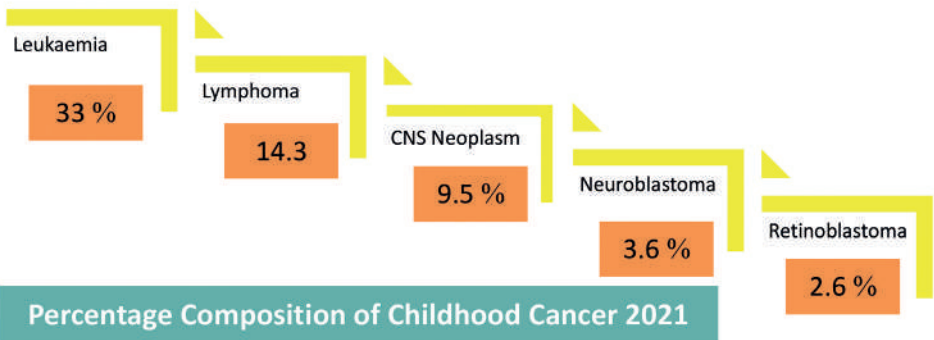 Leukaemia
33 %
Lymphoma
14.3
CNS Neoplasm
9.5 %
Neuroblastoma
3.6 %
Retinoblastoma
2.6 %
Percentage Composition of Childhood Cancer 2021